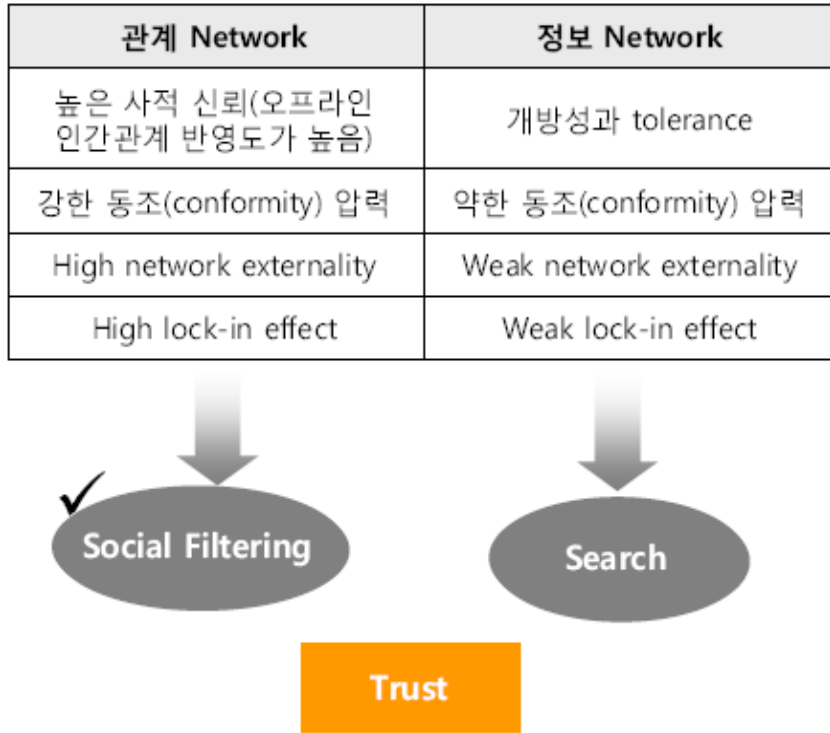 관계 Network
정보 Network
높은 사적 신뢰(오프라인
인간관계 반영도가 높음)
개방성과 tolerance
강한 동조(conformity) 압력
약한 동조(conformity) 압력
High network externality
Weak network externality
High lock-in effect
Weak lock-in effect
Social Filtering
Search
Trust